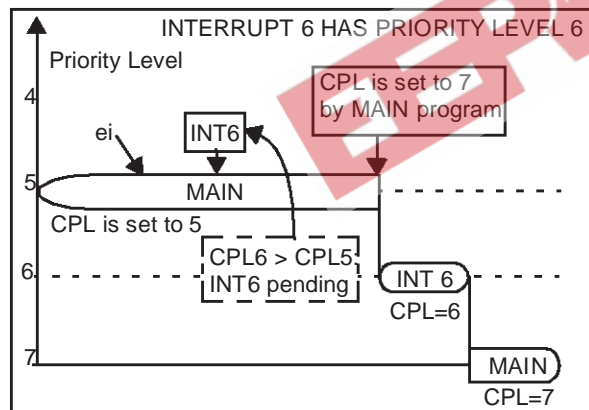 INTERRUPT 6 HAS PRIORITY LEVEL 6
Priority Level
4
CPL is set to 7
by MAIN program
ei
INT6
5
MAIN
CPL is set to 5
CPL6 > CPL5
INT6 pending
6
INT 6
CPL=6
7
MAIN
CPL=7